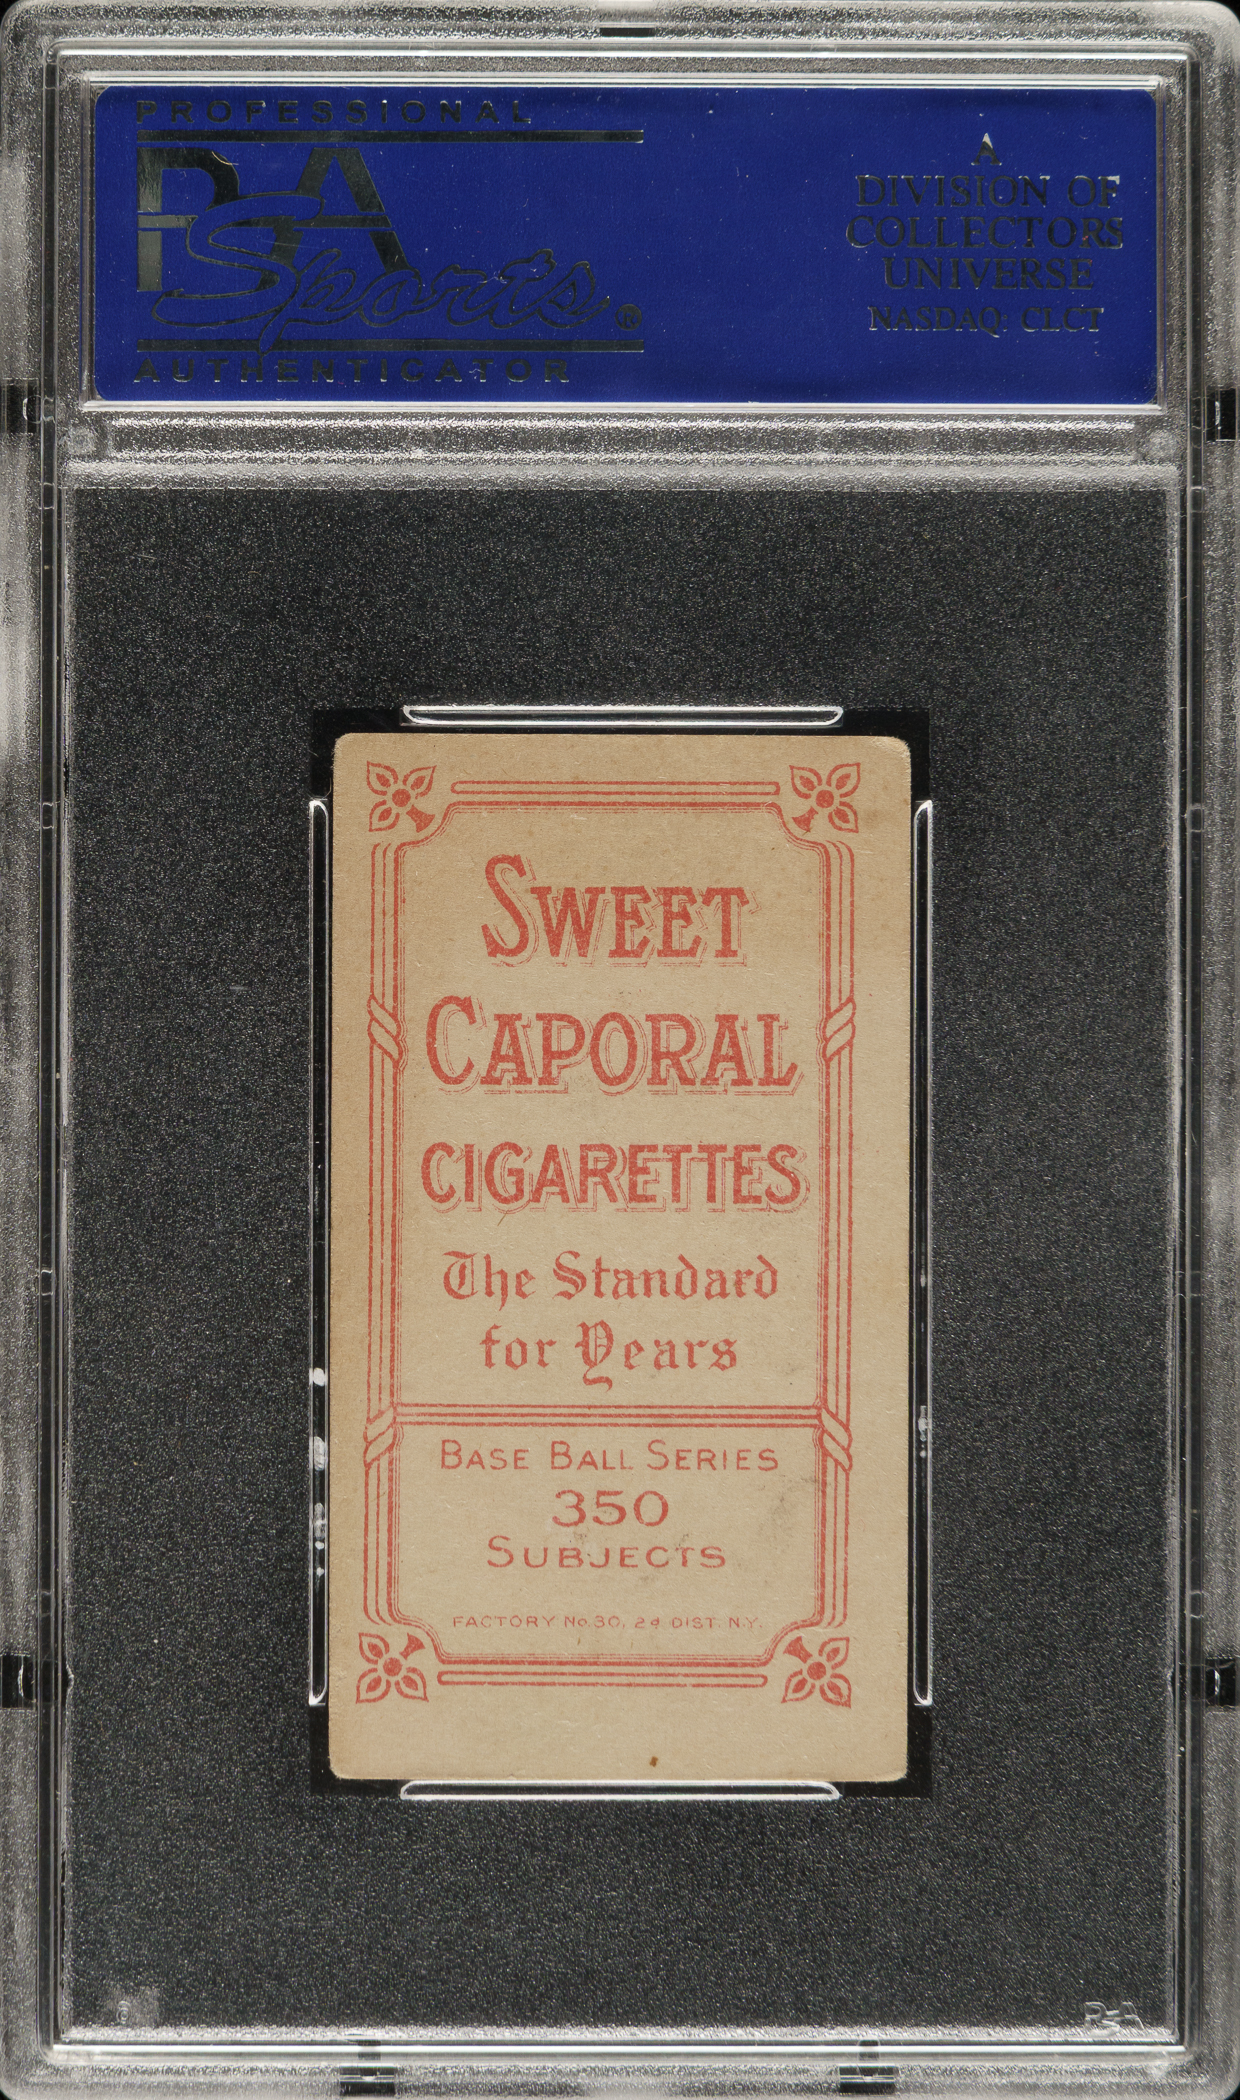 PROFESSIONAL
PSA
Sports®
AUTHENTICATOR
A
DIVISION OF
COLLECTORS
UNIVERSE
NASDAQ: CLCT
SWEET
CAPORAL
CIGARETTES
The Standard
for Years
BASE BALL SERIES
350
SUBJECTS
FACTORY No. 30, 2d DIST. N.Y.
PSA